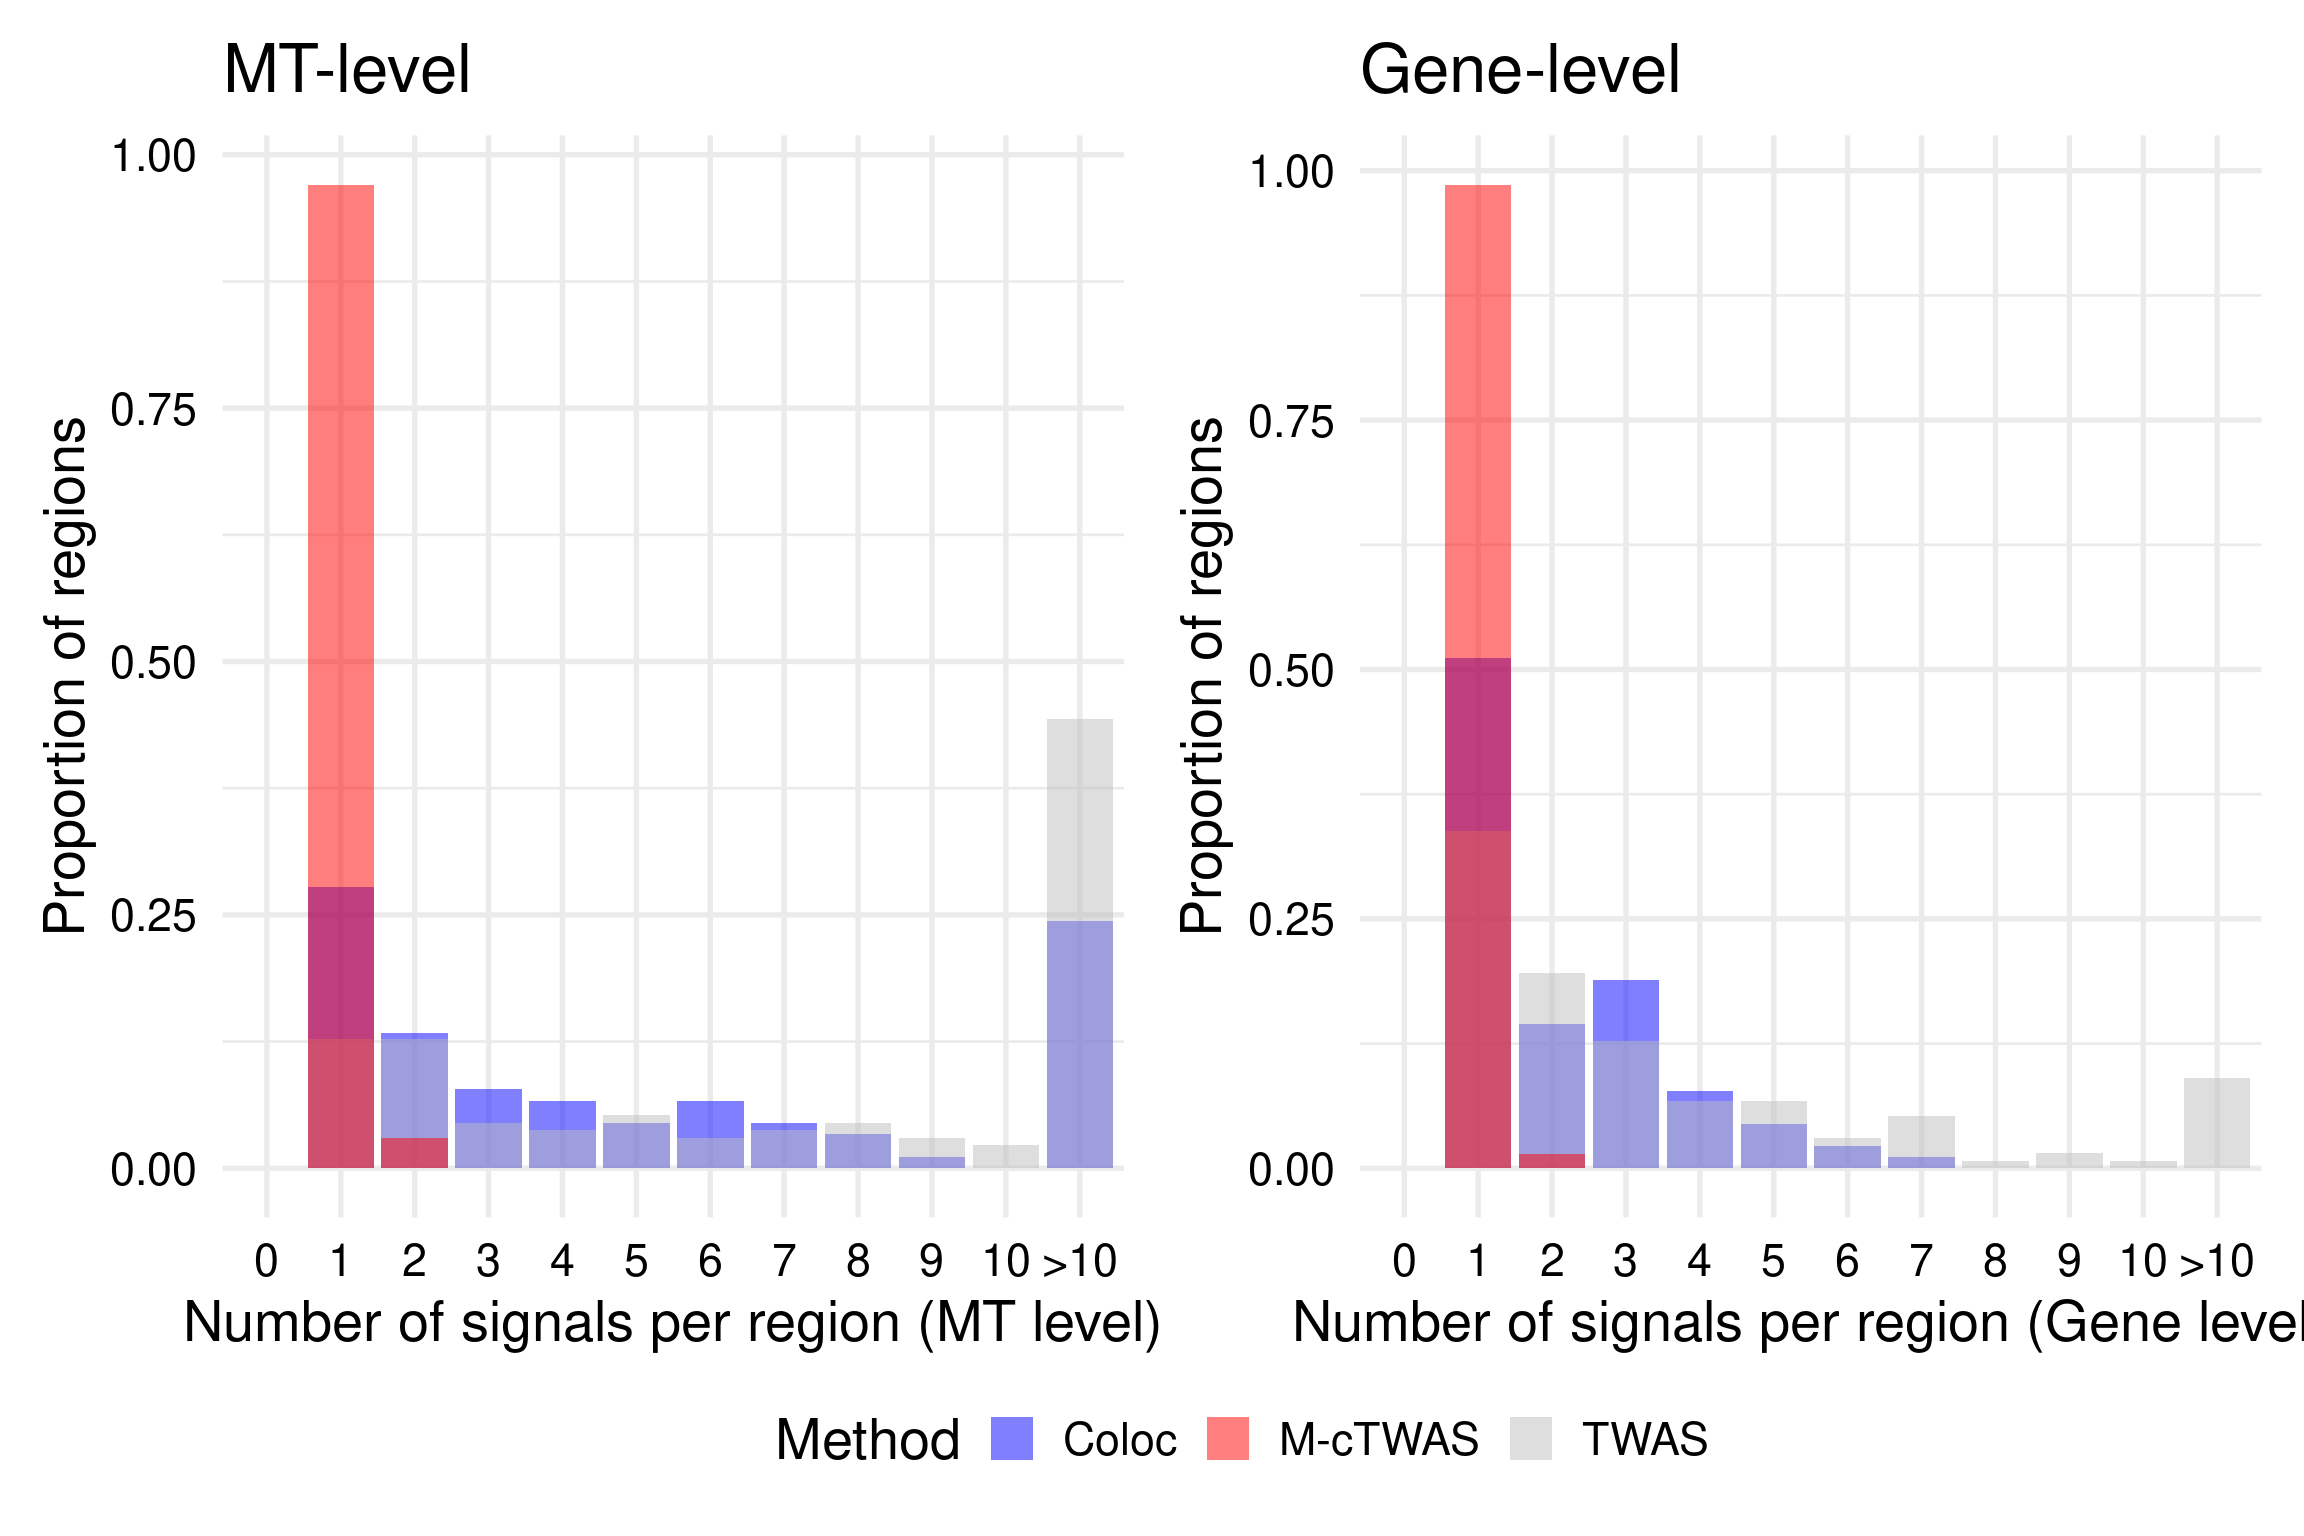 MT-level
Proportion of regions
1.00
0.75
0.50
0.25
0.00
0 1 2 3 4 5 6 7 8 9 10 >10
Number of signals per region (MT level)
Gene-level
Proportion of regions
1.00
0.75
0.50
0.25
0.00
0 1 2 3 4 5 6 7 8 9 10 >10
Number of signals per region (Gene level
Method Coloc M-cTWAS TWAS